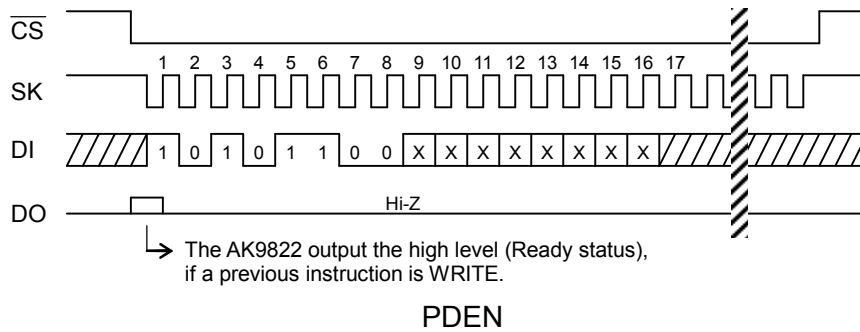 CS
1 2 3 4 5 6 7 8 9 10 11 12 13 14 15 16 17
SK
DI 1 0 1 0 1 1 0 0 X X X X X X X X
DO Hi-Z
The AK9822 output the high level (Ready status),
if a previous instruction is WRITE.
PDEN